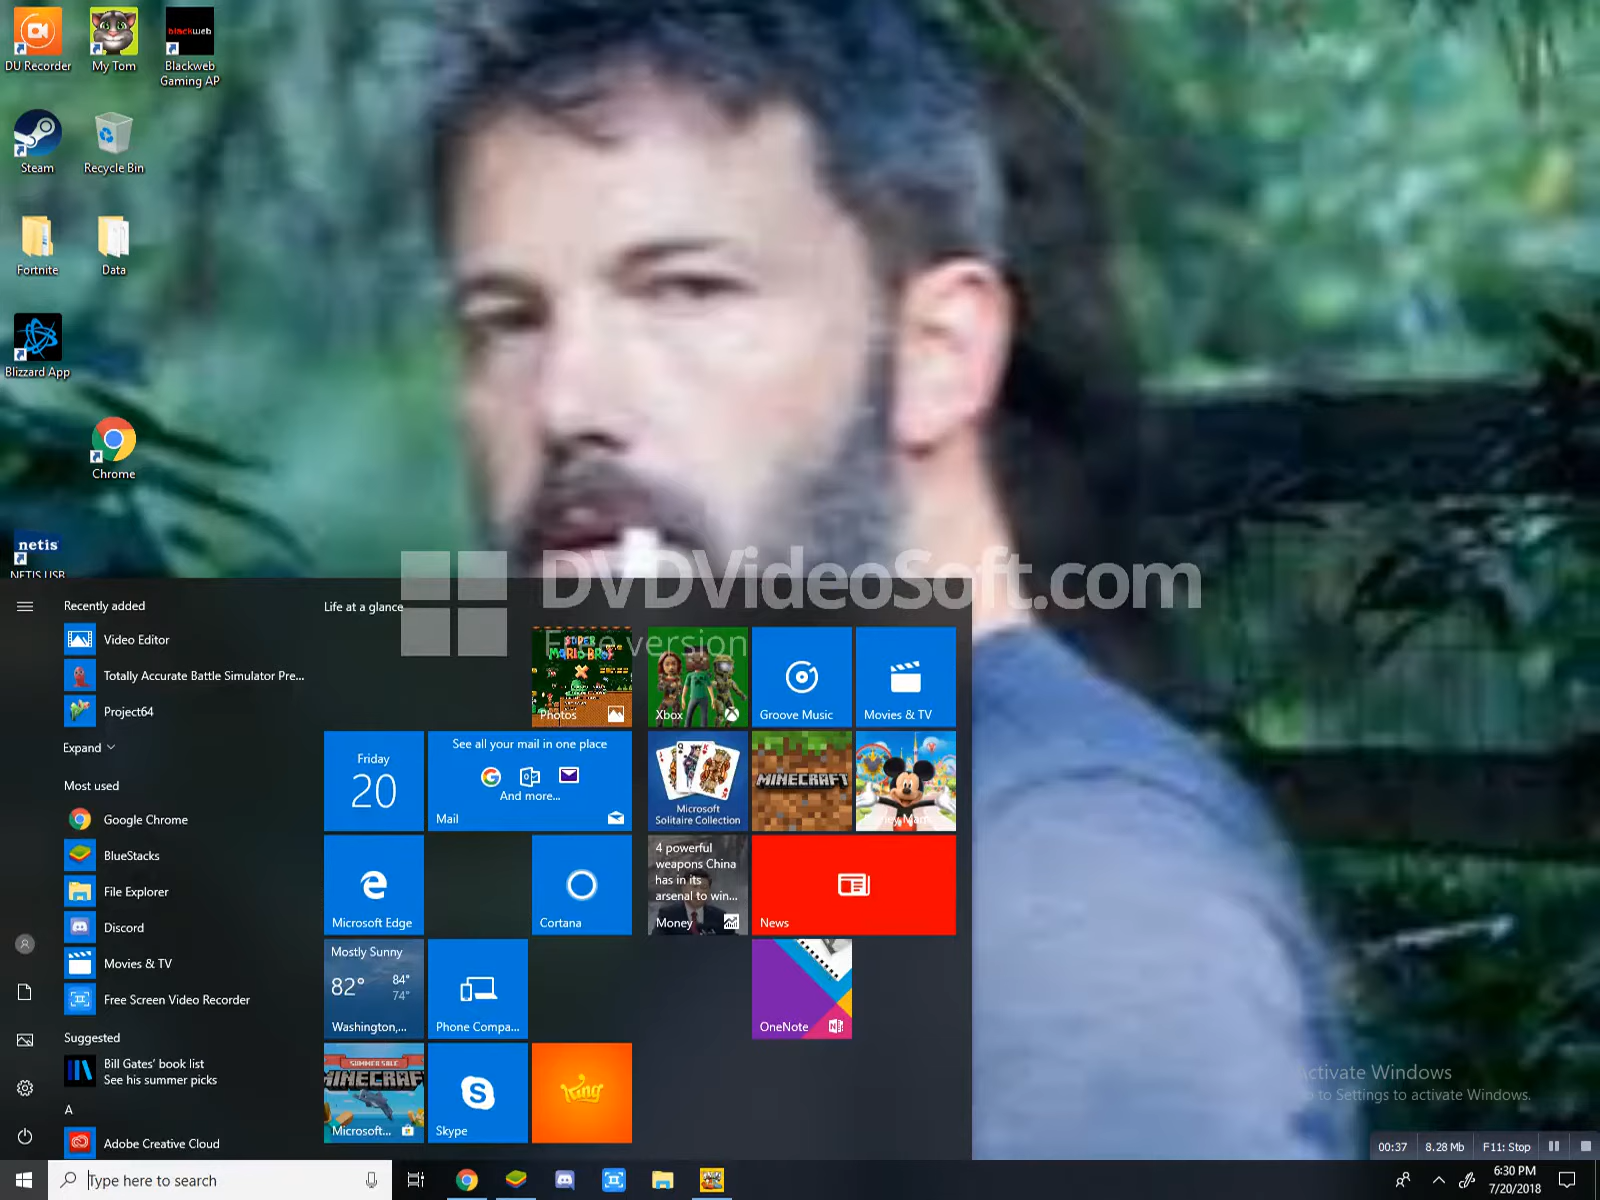 DU Recorder
My Tom
blackweb
Blackweb
Gaming AP
Steam
Recycle Bin
Fortnite
Data
Blizzard App
Chrome
netis
NETIS USB
DVDVideoSoft.com
Free version
Recently added
Video Editor
Totally Accurate Battle Simulator Pre...
Project64
Expand
Most used
Google Chrome
BlueStacks
File Explorer
Discord
Movies & TV
Free Screen Video Recorder
Suggested
Bill Gates' book list
See his summer picks
A
Adobe Creative Cloud
Life at a glance
SUPER
MARIO BROS
Photos
Xbox
Groove Music
Movies & TV
Friday
20
See all your mail in one place
And more...
Mail
Microsoft
Solitaire Collection
MINECRAFT
Microsoft Edge
Cortana
4 powerful
weapons China
has in its
arsenal to win...
Money
News
Mostly Sunny
82°
84°
74°
Washington,...
Phone Compa...
OneNote
SUMMER SALE
MINECRAFT
Microsoft...
Skype
King
Activate Windows
to Settings to activate Windows.
00:37
8.28 Mb
F11: Stop
Type here to search
6:30 PM
7/20/2018